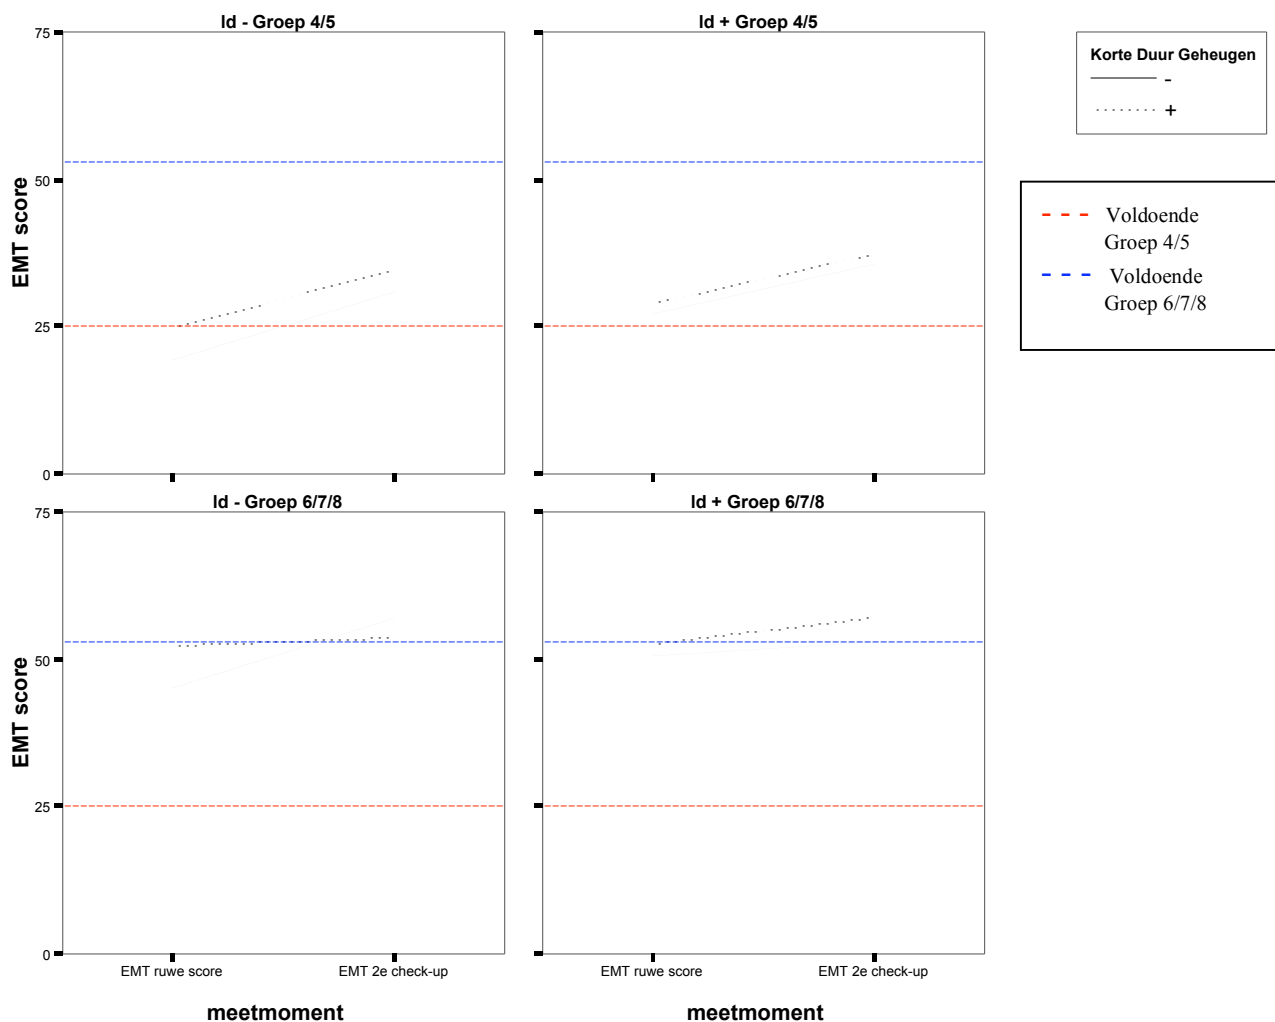 Id - Groep 4/5
Id + Groep 4/5
75
50
25
0
EMT score
Korte Duur Geheugen
-
+
Voldoende
Groep 4/5
Voldoende
Groep 6/7/8
Id - Groep 6/7/8
Id + Groep 6/7/8
75
50
25
0
EMT score
EMT ruwe score
EMT 2e check-up
EMT ruwe score
EMT 2e check-up
meetmoment
meetmoment